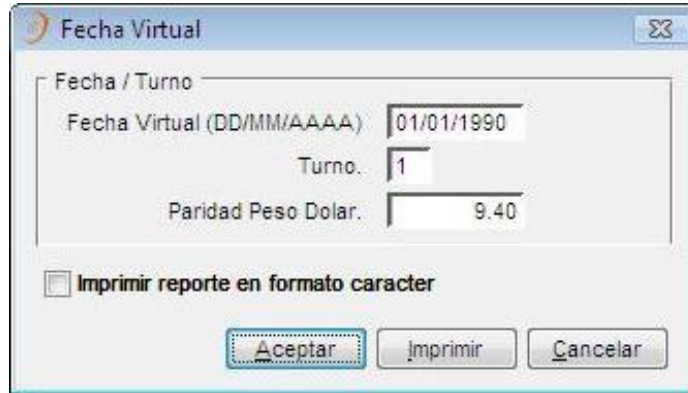 Fecha Virtual
Fecha / Turno
Fecha Virtual (DD/MM/AAAA) 01/01/1990
Turno. 1
Paridad Peso Dolar. 9.40
Imprimir reporte en formato caracter
Aceptar Imprimir Cancelar